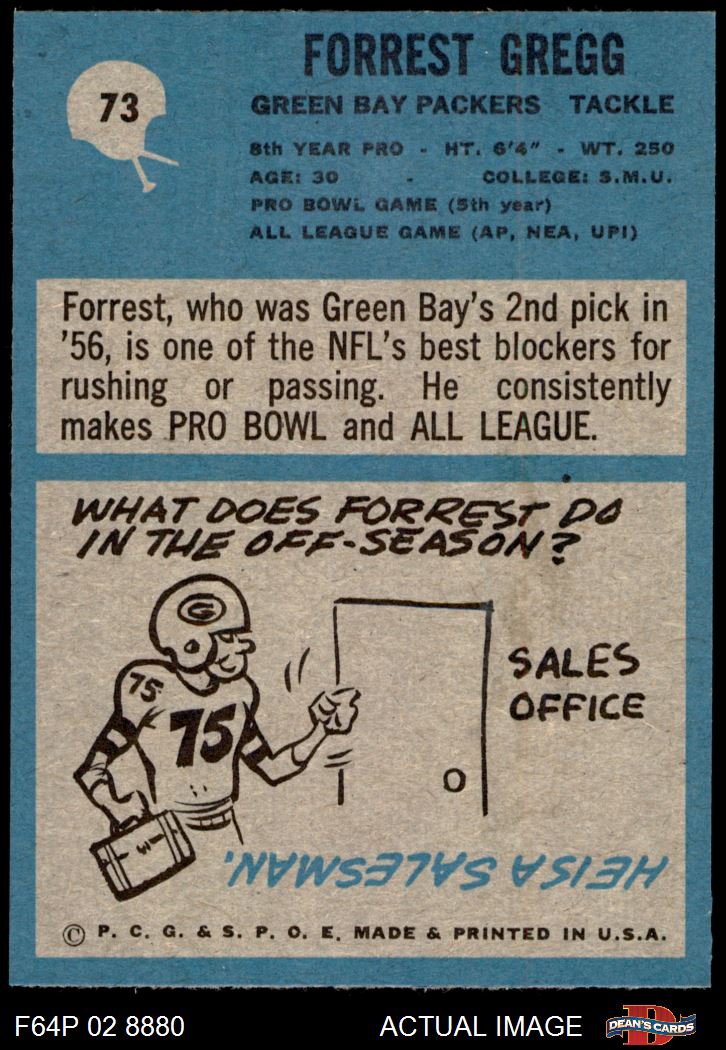 FORREST GREGG
73
GREEN BAY PACKERS TACKLE
8th YEAR PRO - HT. 6'4" - WT. 250
AGE: 30 - COLLEGE: S.M.U.
PRO BOWL GAME (5th year)
ALL LEAGUE GAME (AP, NEA, UPI)
Forrest, who was Green Bay's 2nd pick in
'56, is one of the NFL's best blockers for
rushing or passing. He consistently
makes PRO BOWL and ALL LEAGUE.
WHAT DOES FORREST DO
IN THE OFF-SEASON?
G
75
75
SALES
OFFICE
HE IS A SALESMAN.
© P. C. G. & S. P. O. E. MADE & PRINTED IN U.S.A.
F64P 02 8880 ACTUAL IMAGE
D
DEAN'S CARDS